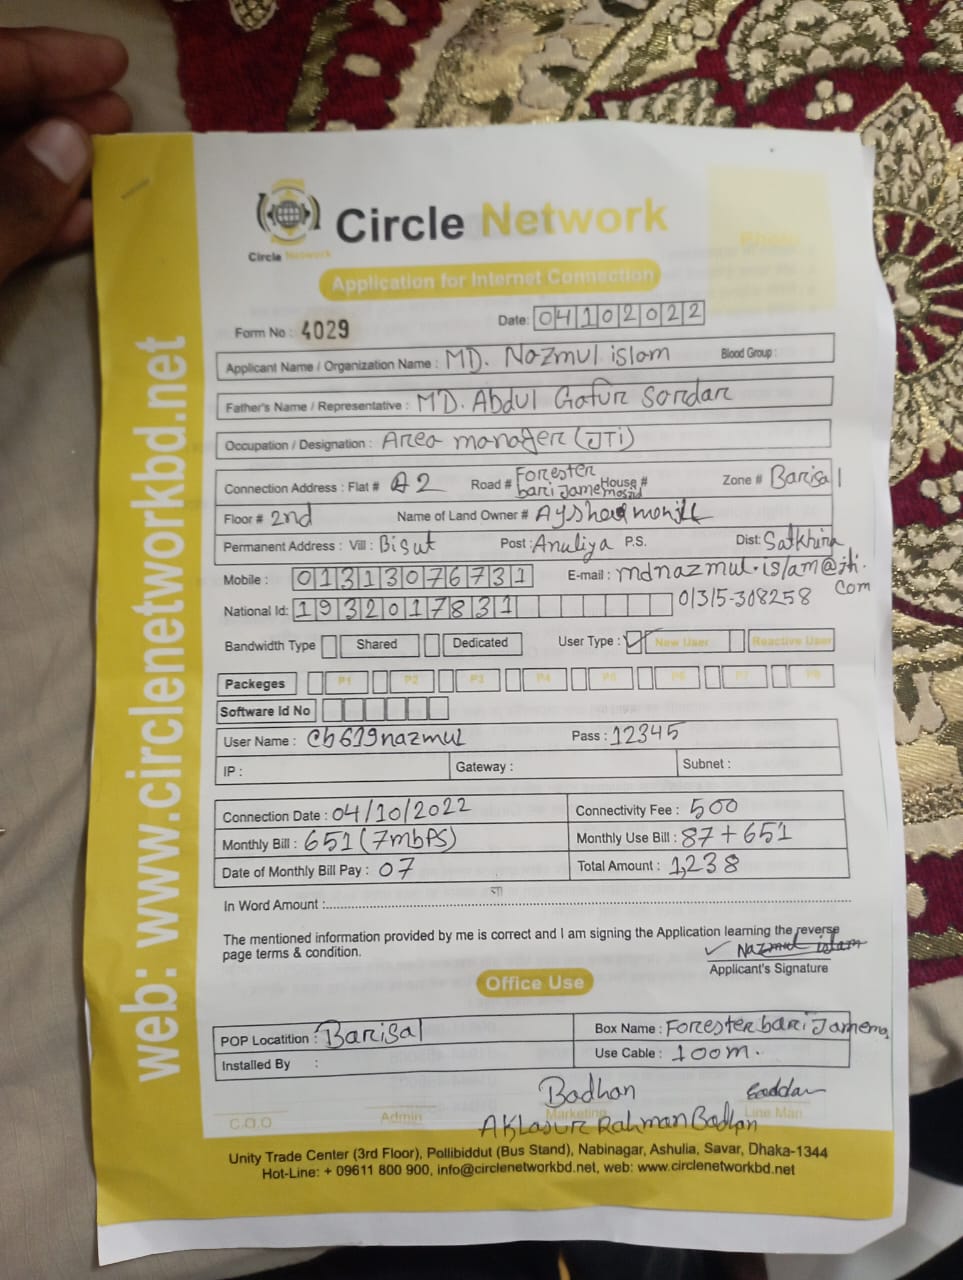 Circle Network
Circle Network
Application for Internet Connection
Photo
Form No : 4029
Date: 04102022
Applicant Name / Organization Name : MD. Nazmul islam Blood Group :
Father's Name / Representative : MD. Abdul Gafur Sardar
Occupation / Designation : Area manager (JTi)
Connection Address : Flat # A2 Road # Forester bari Jame mosjid House # Zone # Barisal
Floor # 2nd Name of Land Owner # Aysha
Permanent Address : Vill : Bisut Post : Anuliya P.S. Dist: Satkhira
Mobile : 01313076731 E-mail : mdnazmul.islam@jti.com
National Id: 1932017831 01315-308258
Bandwidth Type Shared Dedicated User Type : New User Reactive User
Packeges P1 P2 P3 P4 P5 P6 P7 P8
Software Id No
User Name : cb619nazmul Pass : 12345
IP : Gateway : Subnet :
Connection Date : 04/10/2022 Connectivity Fee : 500
Monthly Bill : 651 (7mbps) Monthly Use Bill : 87 + 651
Date of Monthly Bill Pay : 07 Total Amount : 1,238
In Word Amount :
The mentioned information provided by me is correct and I am signing the Application learning the reverse
page terms & condition.
Nazmul islam
Applicant's Signature
Office Use
POP Locatition : Barisal Box Name : Forester bari Jame mo
Installed By : Use Cable : 100m.
Badhan
C.O.O Admin Marketing Line Man
Aklasur Rahman Badhan
Unity Trade Center (3rd Floor), Pollibiddut (Bus Stand), Nabinagar, Ashulia, Savar, Dhaka-1344
Hot-Line: + 09611 800 900, info@circlenetworkbd.net, web: www.circlenetworkbd.net
web: www.circlenetworkbd.net